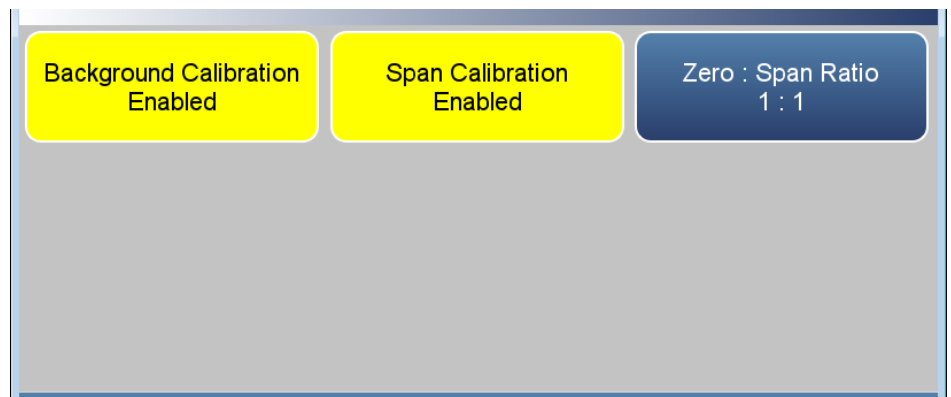 Background Calibration
Enabled
Span Calibration
Enabled
Zero : Span Ratio
1 : 1